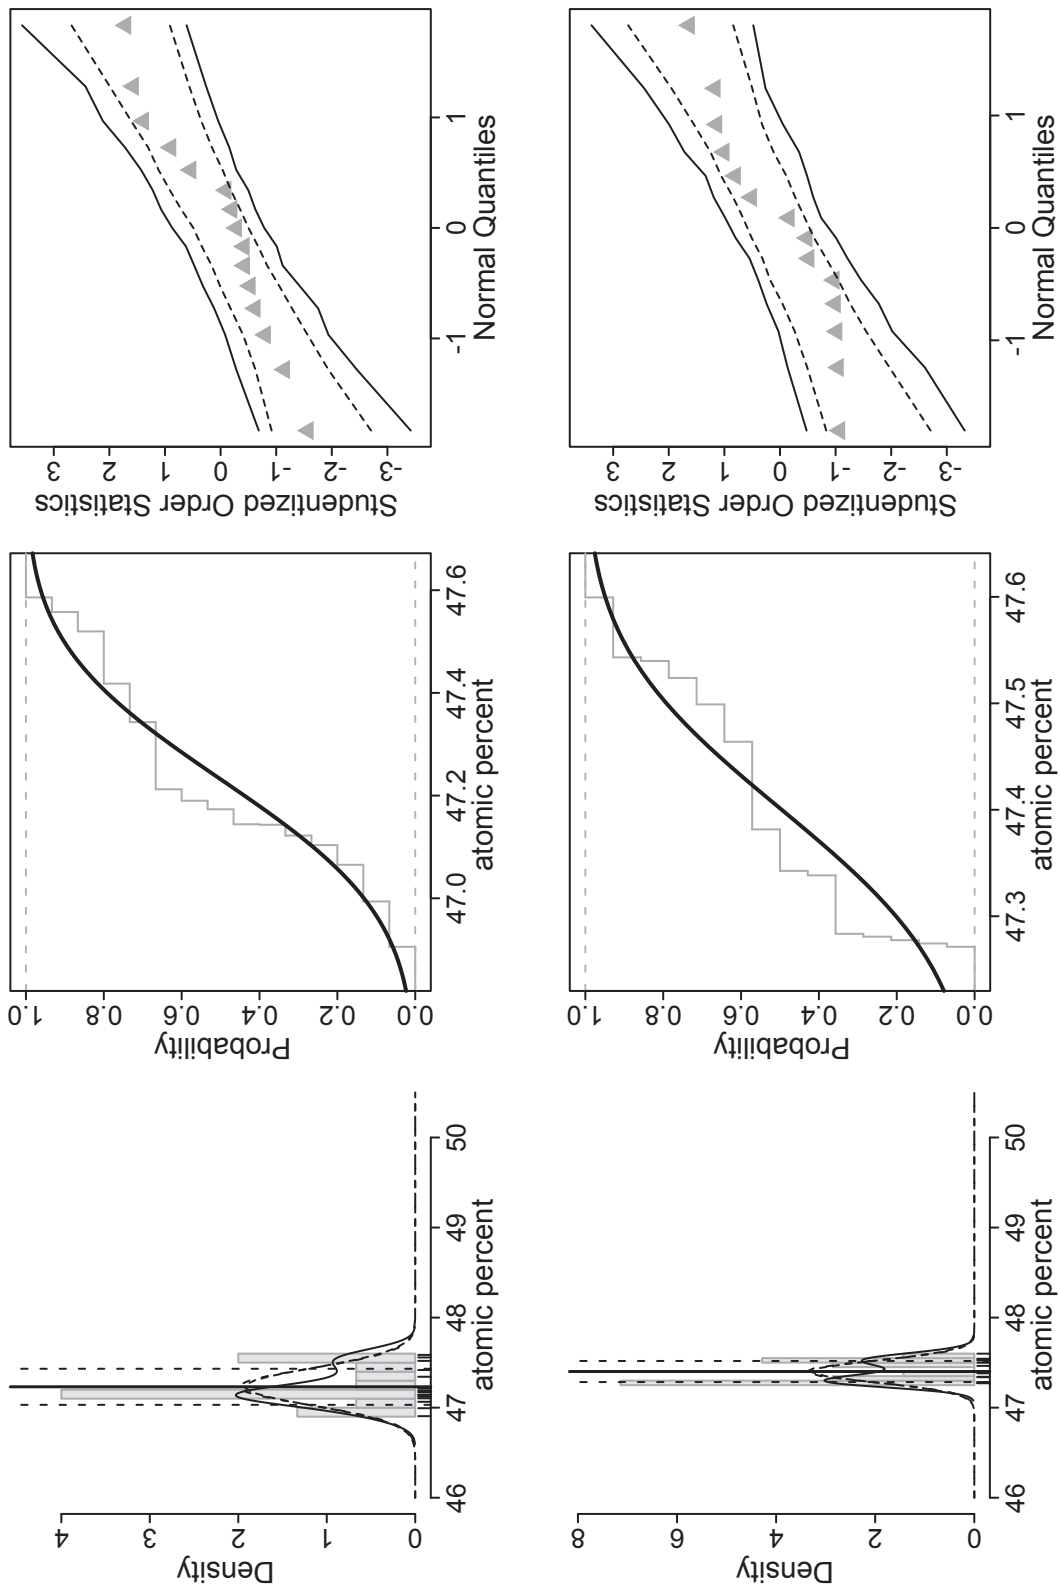 Density
0 1 2 3 4
46 47 48 49 50
atomic percent
Probability
0.0 0.2 0.4 0.6 0.8 1.0
47.0 47.2 47.4 47.6
atomic percent
Studentized Order Statistics
-3 -2 -1 0 1 2 3
-1 0 1
Normal Quantiles
Density
0 2 4 6 8
46 47 48 49 50
atomic percent
Probability
0.0 0.2 0.4 0.6 0.8 1.0
47.3 47.4 47.5 47.6
atomic percent
Studentized Order Statistics
-3 -2 -1 0 1 2 3
-1 0 1
Normal Quantiles